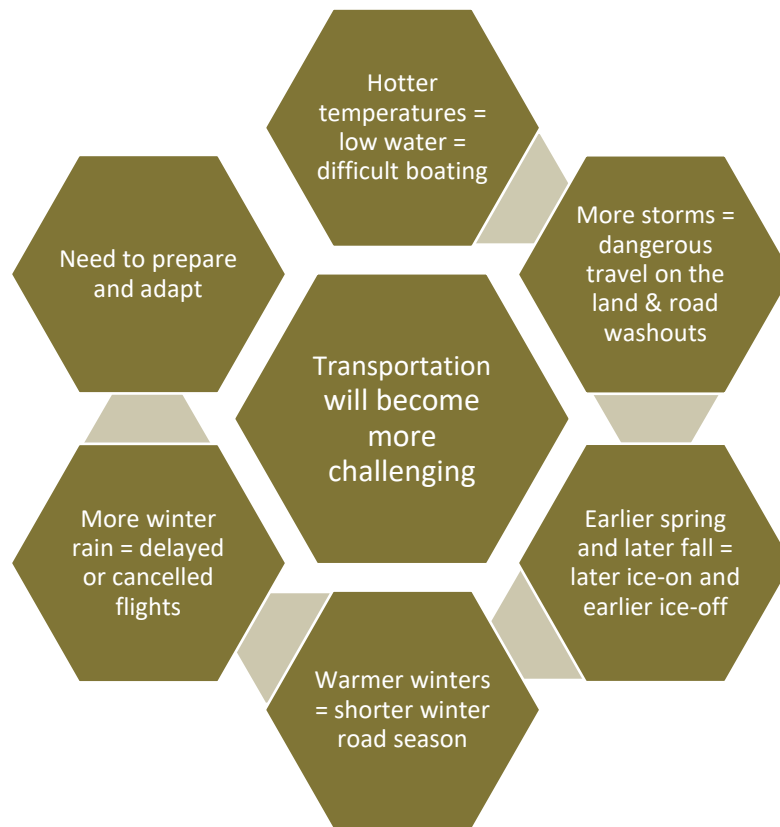 Hotter
temperatures =
low water =
difficult boating
More storms =
dangerous
travel on the
land & road
washouts
Need to prepare
and adapt
Transportation
will become
more
challenging
Earlier spring
and later fall =
later ice-on and
earlier ice-off
More winter
rain = delayed
or cancelled
flights
Warmer winters
= shorter winter
road season